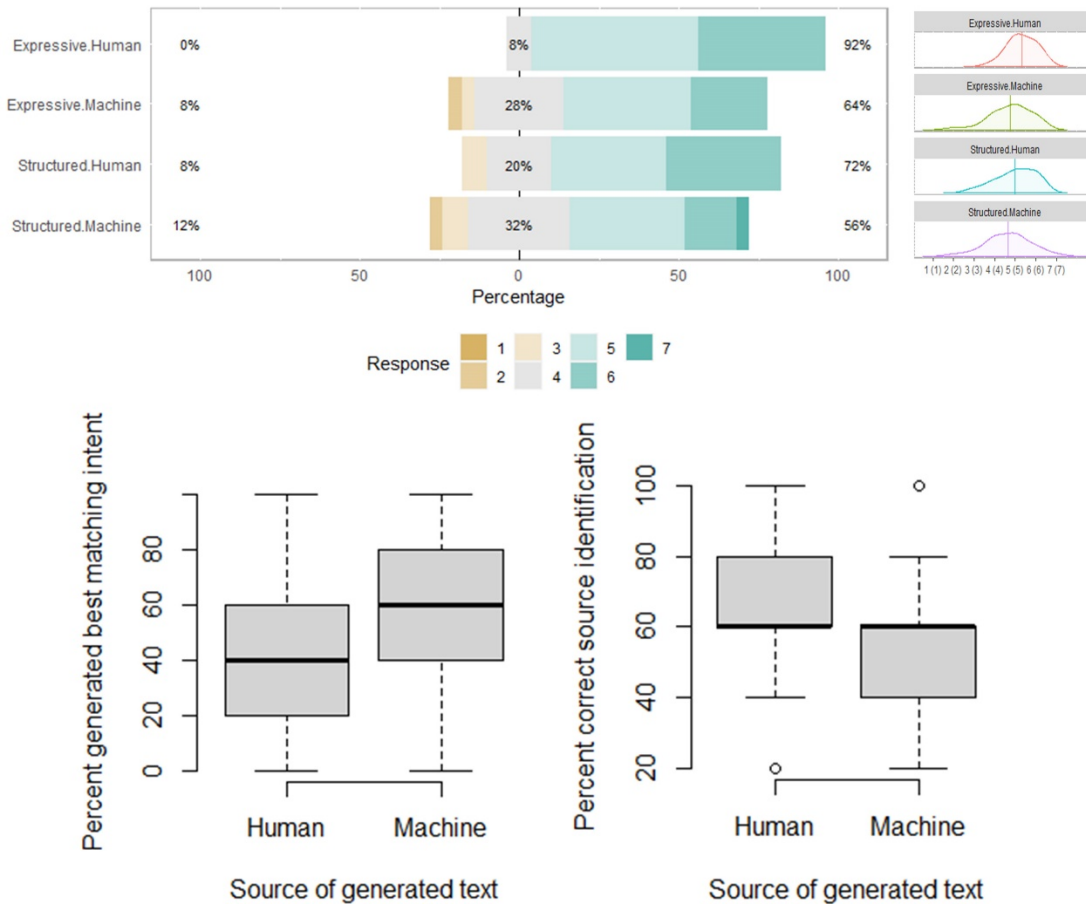 Expressive.Human 0% 8% 92%
Expressive.Machine 8% 28% 64%
Structured.Human 8% 20% 72%
Structured.Machine 12% 32% 56%
100 50 0 50 100
Percentage
Response 1 3 5 7
2 4 6
Expressive.Human
Expressive.Machine
Structured.Human
Structured.Machine
1 (1) 2 (2) 3 (3) 4 (4) 5 (5) 6 (6) 7 (7)
Percent generated best matching intent
80
60
40
20
0
Human Machine
Source of generated text
Percent correct source identification
100
80
60
40
20
Human Machine
Source of generated text